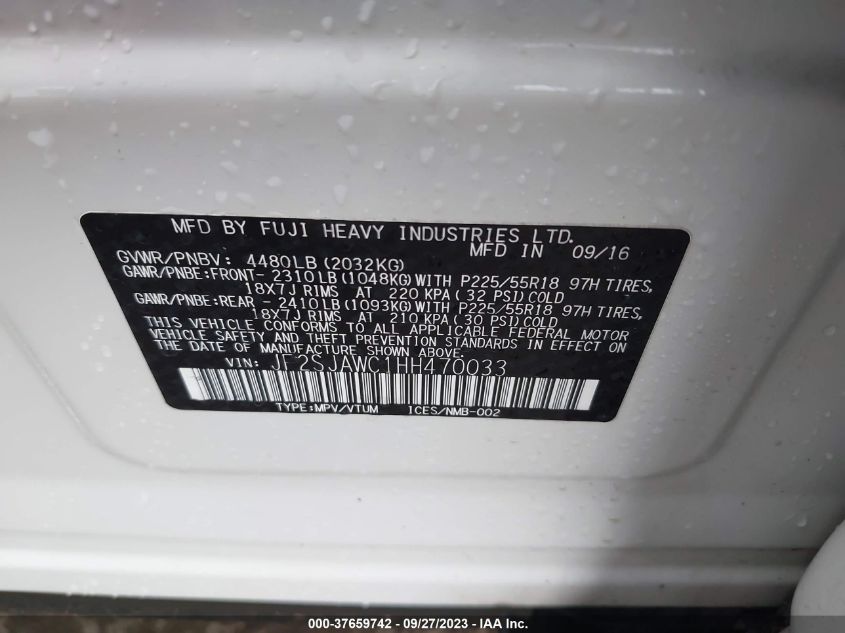 MFD BY FUJI HEAVY INDUSTRIES LTD.
MFD IN 09/16
GVWR/PNBV: 4480LB(2032KG)
GAWR/PNBE:FRONT- 2310LB(1048KG)WITH P225/55R18 97H TIRES,
18X7J RIMS AT 220 KPA(32 PSI)COLD
GAWR/PNBE:REAR - 2410LB(1093KG)WITH P225/55R18 97H TIRES,
18X7J RIMS AT 210 KPA(30 PSI)COLD
THIS VEHICLE CONFORMS TO ALL APPLICABLE FEDERAL MOTOR
VEHICLE SAFETY AND THEFT PREVENTION STANDARDS IN EFFECT ON
THE DATE OF MANUFACTURE SHOWN ABOVE.
VIN: JF2SJAWC1HH470033
TYPE:MPV/VTUM ICES/NMB-002
000-37659742 - 09/27/2023 - IAA Inc.